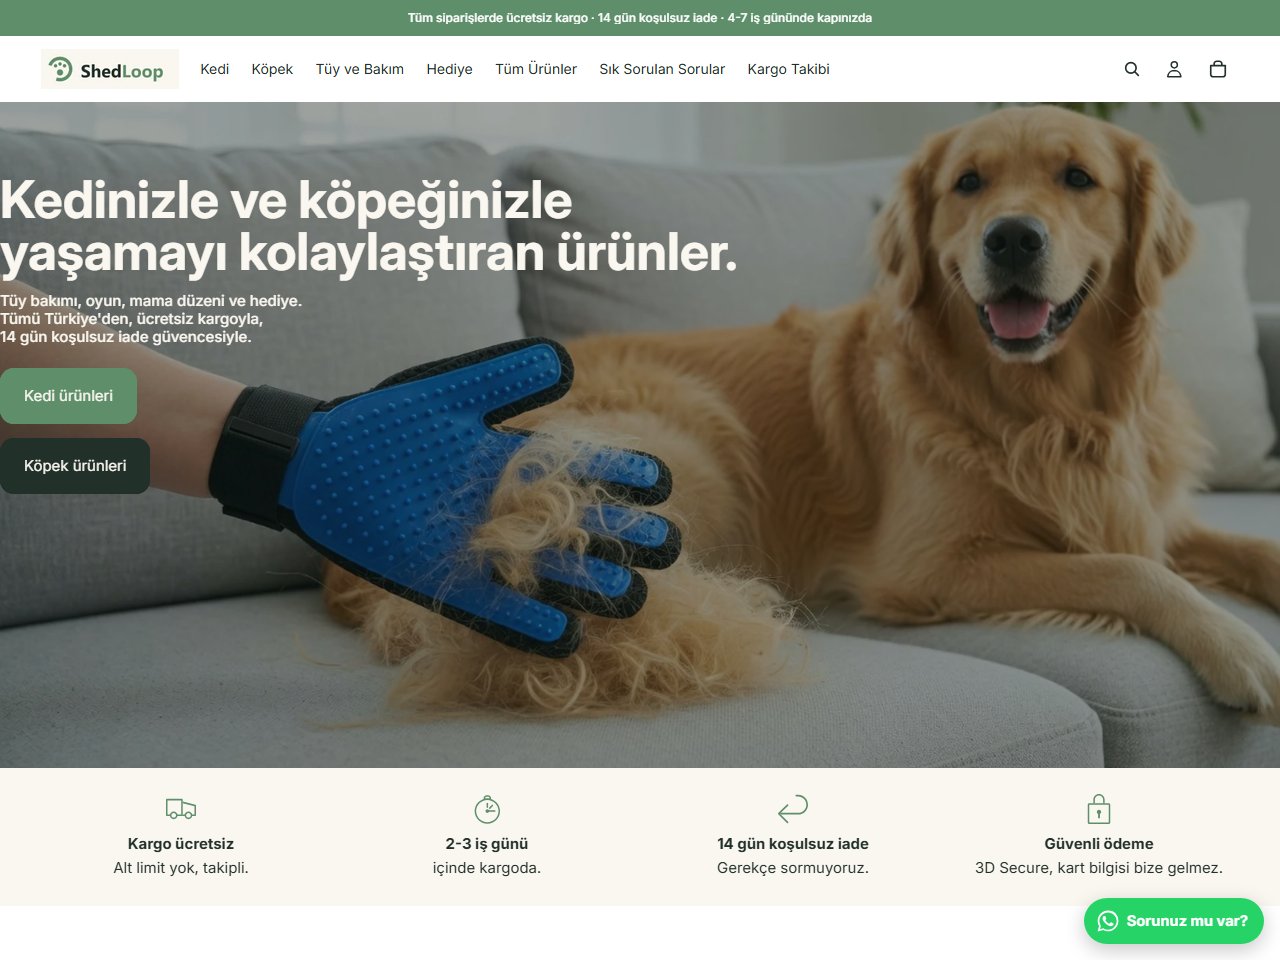 Tüm siparişlerde ücretsiz kargo · 14 gün koşulsuz iade · 4-7 iş gününde kapınızda
ShedLoop
Kedi
Köpek
Tüy ve Bakım
Hediye
Tüm Ürünler
Sık Sorulan Sorular
Kargo Takibi
Kedinizle ve köpeğinizle
yaşamayı kolaylaştıran ürünler.
Tüy bakımı, oyun, mama düzeni ve hediye.
Tümü Türkiye'den, ücretsiz kargoyla,
14 gün koşulsuz iade güvencesiyle.
Kedi ürünleri
Köpek ürünleri
Kargo ücretsiz
Alt limit yok, takipli.
2-3 iş günü
içinde kargoda.
14 gün koşulsuz iade
Gerekçe sormuyoruz.
Güvenli ödeme
3D Secure, kart bilgisi bize gelmez.
Sorunuz mu var?